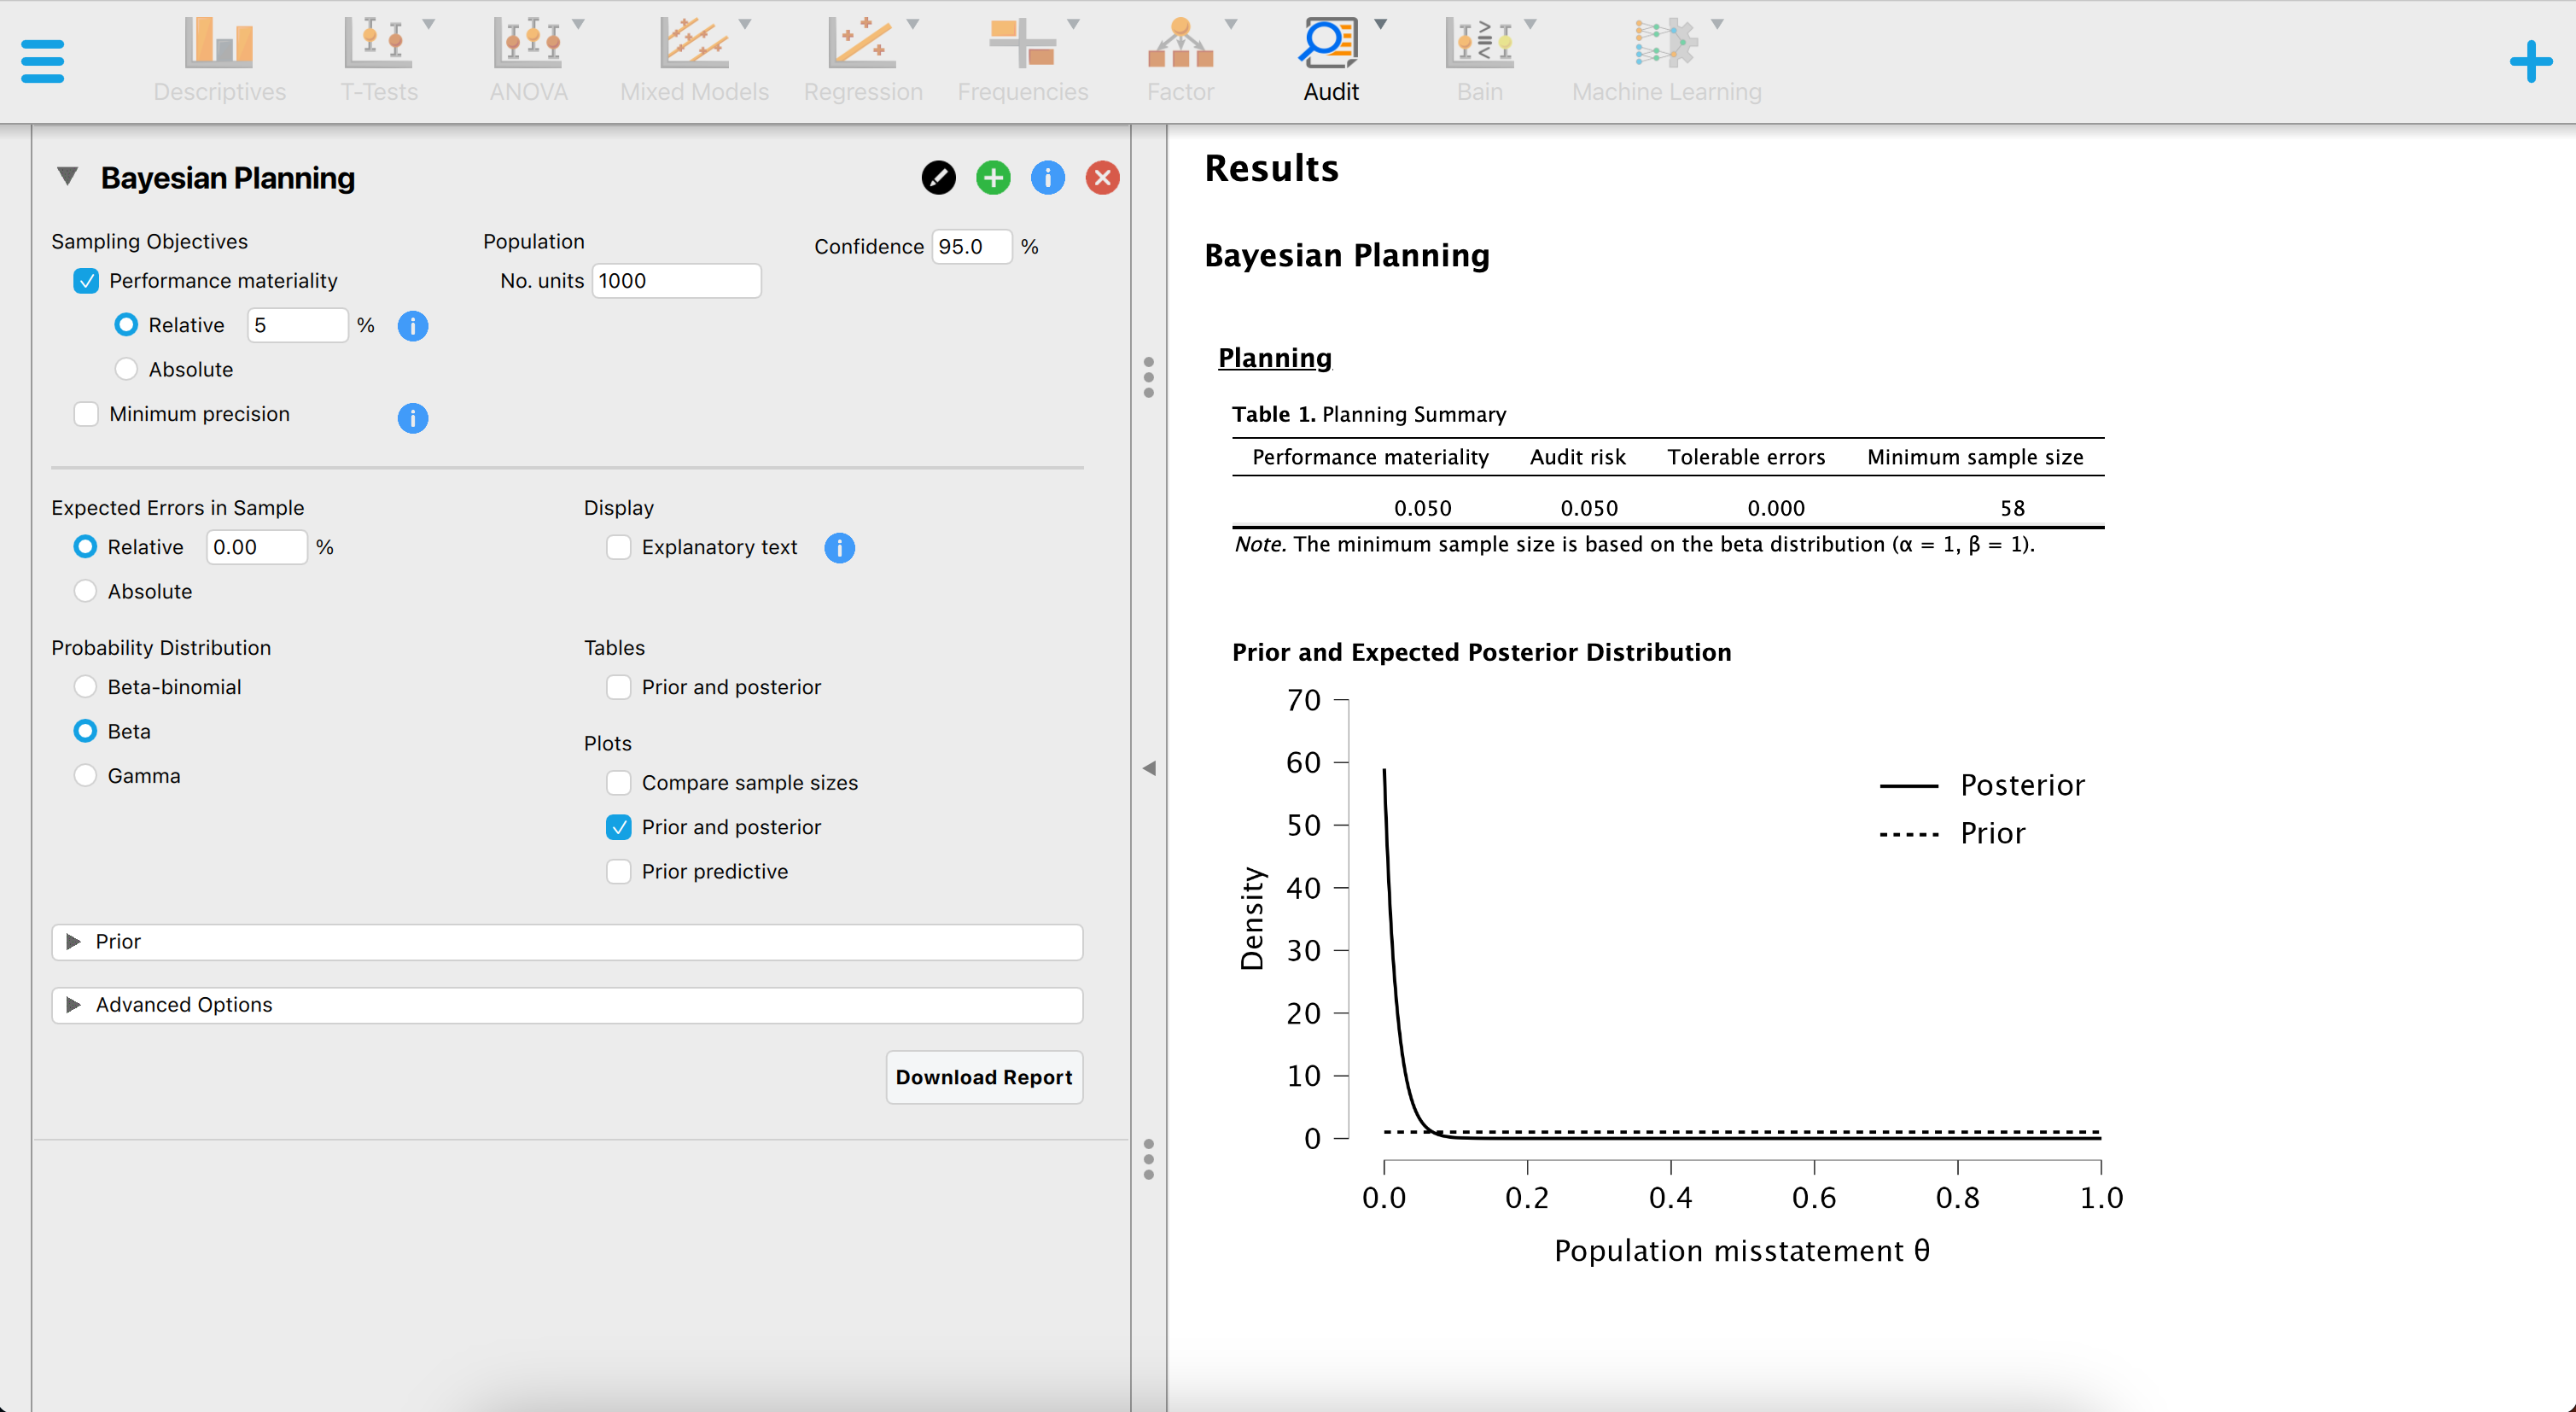 Descriptives
T-Tests
ANOVA
Mixed Models
Regression
Frequencies
Factor
Audit
Bain
Machine Learning
Bayesian Planning
Sampling Objectives
Performance materiality
Relative 5 %
Absolute
Minimum precision
Population
No. units 1000
Confidence 95.0 %
Expected Errors in Sample
Relative 0.00 %
Absolute
Display
Explanatory text
Probability Distribution
Beta-binomial
Beta
Gamma
Tables
Prior and posterior
Plots
Compare sample sizes
Prior and posterior
Prior predictive
Prior
Advanced Options
Download Report
Results
Bayesian Planning
Planning
Table 1. Planning Summary
Performance materiality Audit risk Tolerable errors Minimum sample size
0.050 0.050 0.000 58
Note. The minimum sample size is based on the beta distribution (α = 1, β = 1).
Prior and Expected Posterior Distribution
70
60
50
40
30
20
10
0
Density
Posterior
Prior
0.0 0.2 0.4 0.6 0.8 1.0
Population misstatement θ